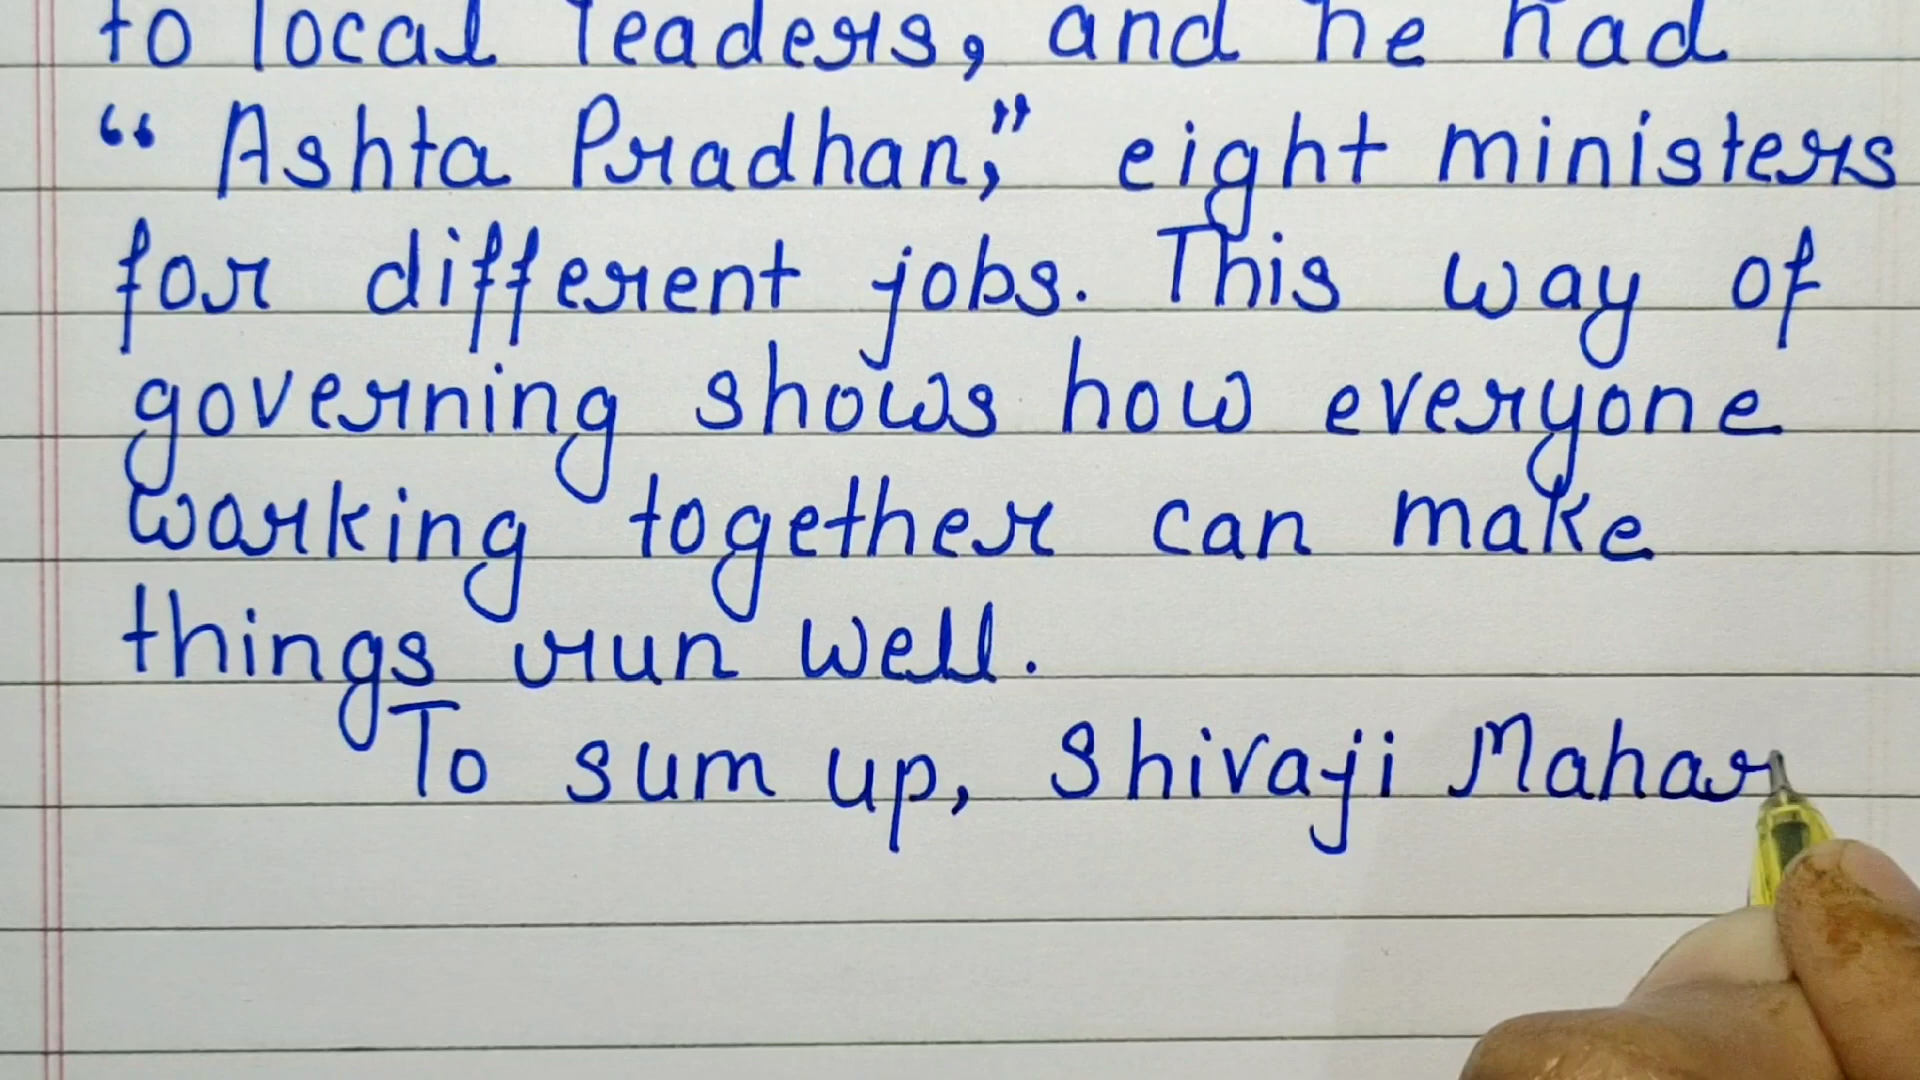 to local leaders, and he had
“Ashta Pradhan,” eight ministers
for different jobs. This way of
governing shows how everyone
working together can make
things run well.
To sum up, Shivaji Mahar